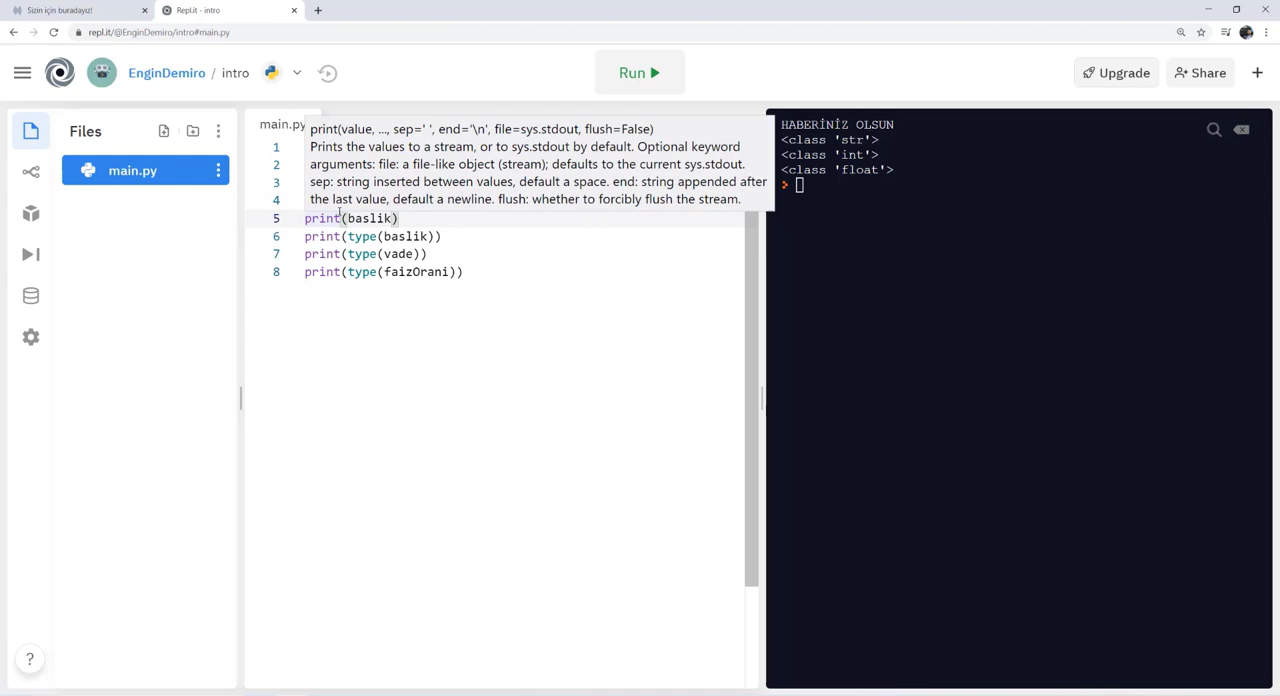 Sizin için buradayız!
Repl.it - intro
repl.it/@EnginDemiro/intro#main.py
EnginDemiro / intro
Run
Upgrade
Share
Files
main.py
main.py
print(value, ..., sep=' ', end='\n', file=sys.stdout, flush=False)
Prints the values to a stream, or to sys.stdout by default. Optional keyword
arguments: file: a file-like object (stream); defaults to the current sys.stdout.
sep: string inserted between values, default a space. end: string appended after
the last value, default a newline. flush: whether to forcibly flush the stream.
1
2
3
4
5 print(baslik)
6 print(type(baslik))
7 print(type(vade))
8 print(type(faizOrani))
HABERİNİZ OLSUN
<class 'str'>
<class 'int'>
<class 'float'>
?